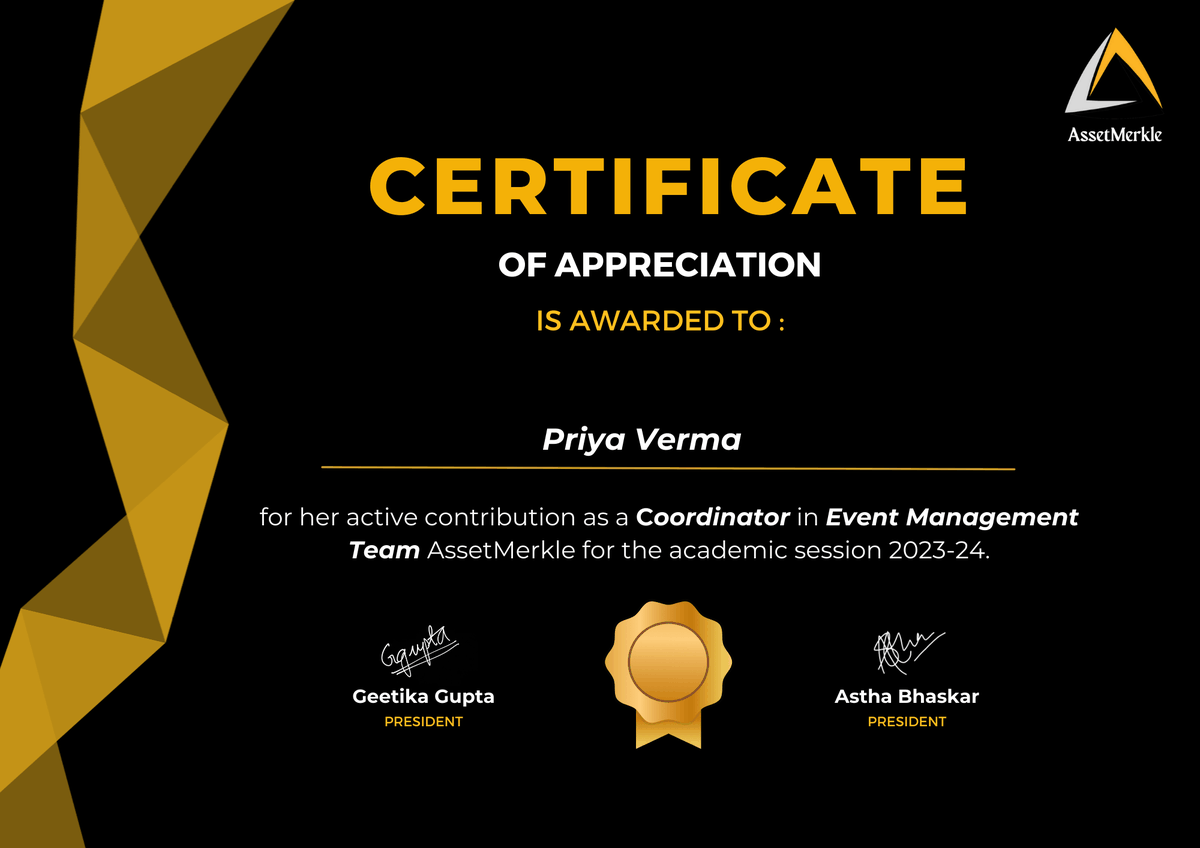 AssetMerkle
CERTIFICATE
OF APPRECIATION
IS AWARDED TO :
Priya Verma
for her active contribution as a Coordinator in Event Management
Team AssetMerkle for the academic session 2023-24.
Ggupta
Geetika Gupta
PRESIDENT
Astha Bhaskar
PRESIDENT